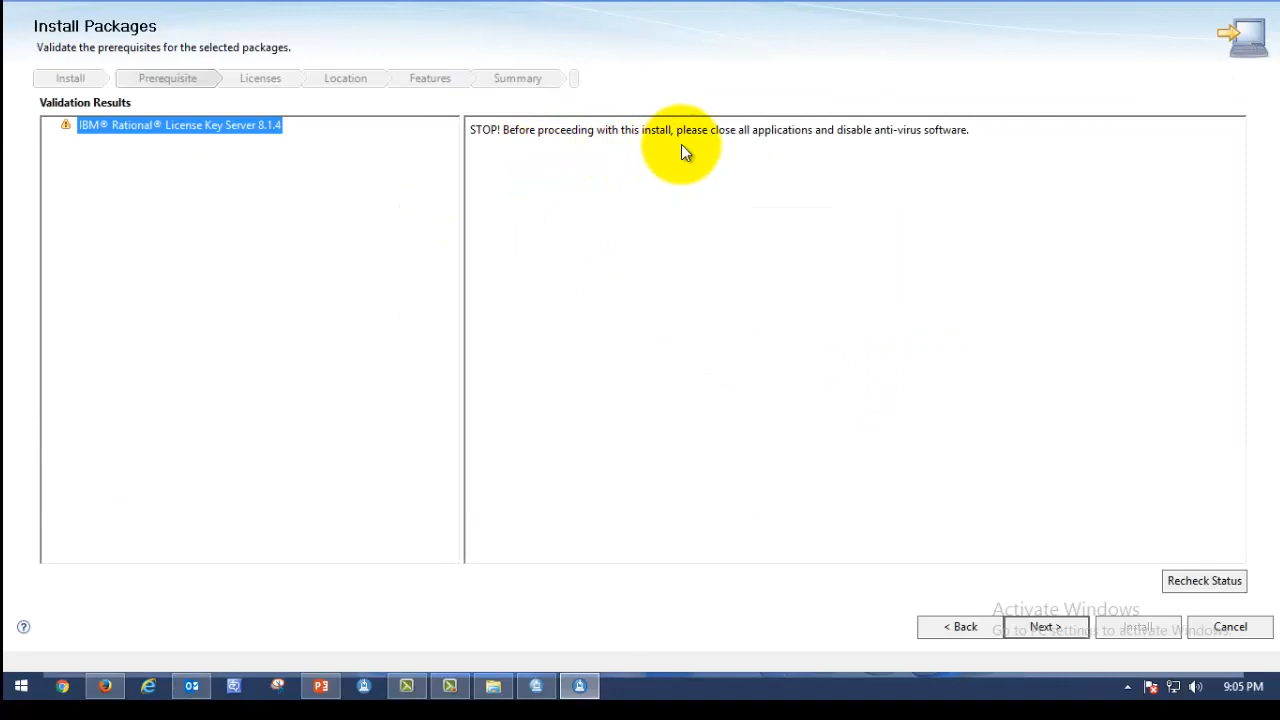 Install Packages
Validate the prerequisites for the selected packages.
Install Prerequisite Licenses Location Features Summary
Validation Results
IBM® Rational® License Key Server 8.1.4
STOP! Before proceeding with this install, please close all applications and disable anti-virus software.
Recheck Status
Activate Windows
Go to PC settings to activate Windows.
< Back Next > Install Cancel
9:05 PM